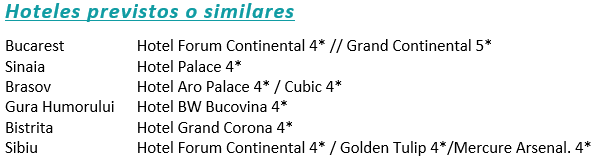 Hoteles previstos o similares
Bucarest Hotel Forum Continental 4* // Grand Continental 5*
Sinaia Hotel Palace 4*
Brasov Hotel Aro Palace 4* / Cubic 4*
Gura Humorului Hotel BW Bucovina 4*
Bistrita Hotel Grand Corona 4*
Sibiu Hotel Forum Continental 4* / Golden Tulip 4*/Mercure Arsenal. 4*